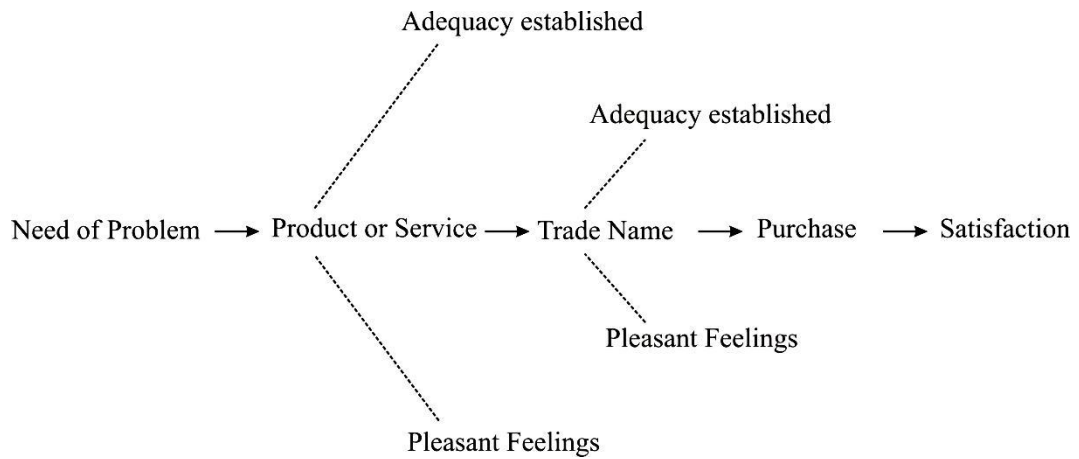 Adequacy established
Adequacy established
Need of Problem
Product or Service
Trade Name
Purchase
Satisfaction
Pleasant Feelings
Pleasant Feelings